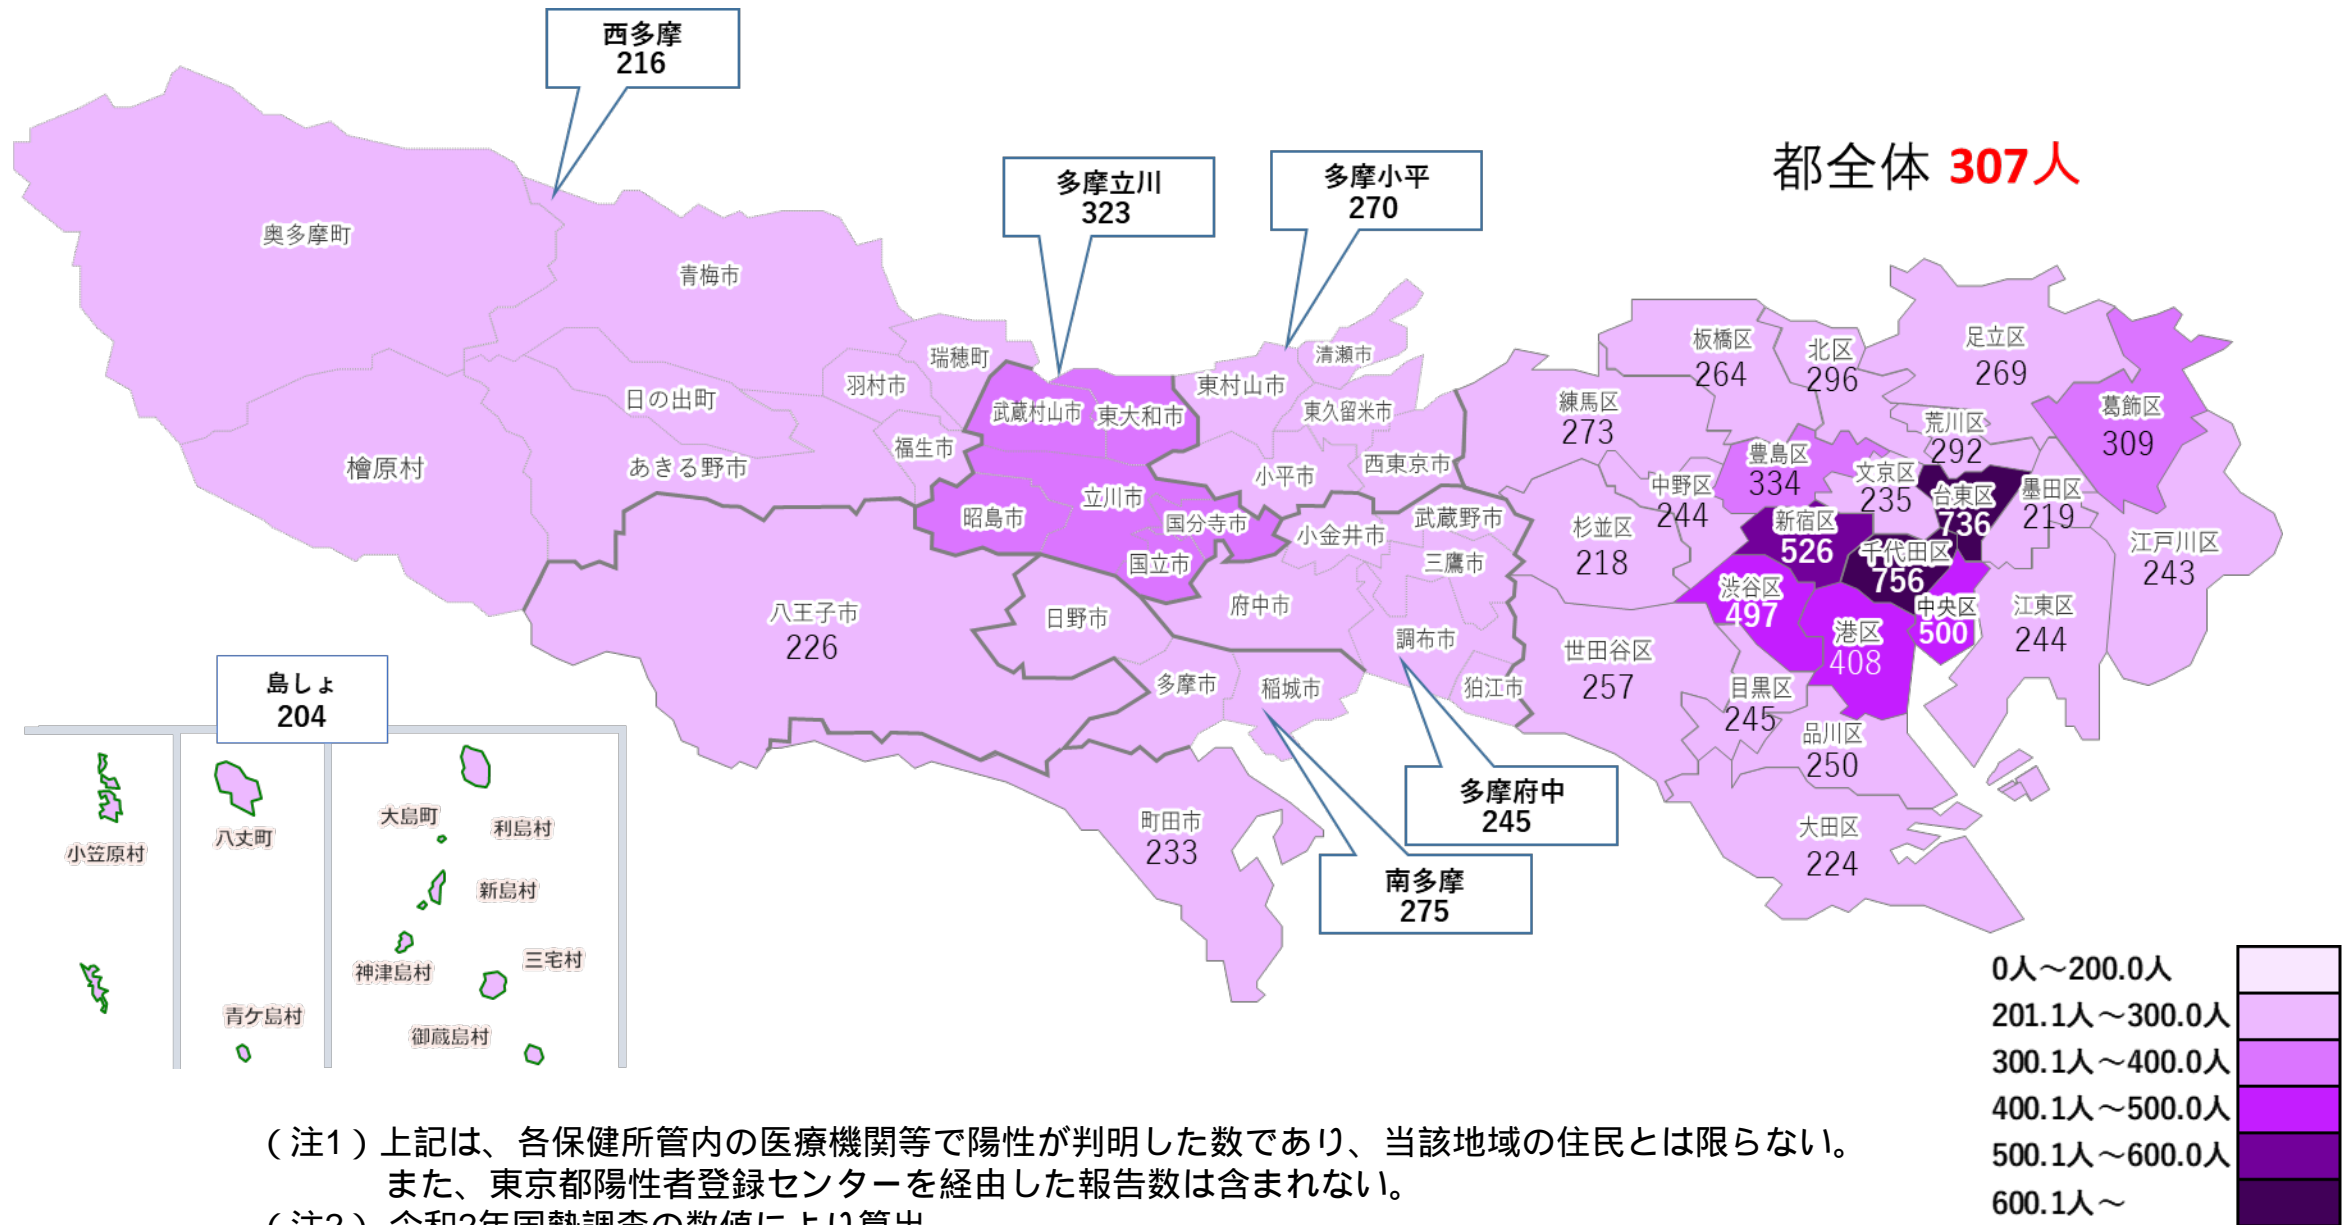 西多摩
216
多摩立川
323
多摩小平
270
都全体 307人
奥多摩町
青梅市
瑞穂町
羽村市
日の出町
福生市
あきる野市
檜原村
武蔵村山市
東大和市
東村山市
清瀬市
東久留米市
小平市
西東京市
昭島市
立川市
国分寺市
国立市
小金井市
武蔵野市
三鷹市
府中市
調布市
狛江市
日野市
八王子市
226
多摩市
稲城市
町田市
233
多摩府中
245
南多摩
275
板橋区
264
北区
296
足立区
269
葛飾区
309
練馬区
273
荒川区
292
豊島区
334
文京区
235
台東区
736
墨田区
219
中野区
244
杉並区
218
新宿区
526
千代田区
756
江戸川区
243
渋谷区
497
中央区
500
港区
408
江東区
244
世田谷区
257
目黒区
245
品川区
250
大田区
224
島しょ
204
小笠原村
八丈町
青ケ島村
大島町
利島村
新島村
神津島村
三宅村
御蔵島村
0人～200.0人
201.1人～300.0人
300.1人～400.0人
400.1人～500.0人
500.1人～600.0人
600.1人～
（注1）上記は、各保健所管内の医療機関等で陽性が判明した数であり、当該地域の住民とは限らない。
また、東京都陽性者登録センターを経由した報告数は含まれない。
（注2） 令和2年国勢調査の数値により算出